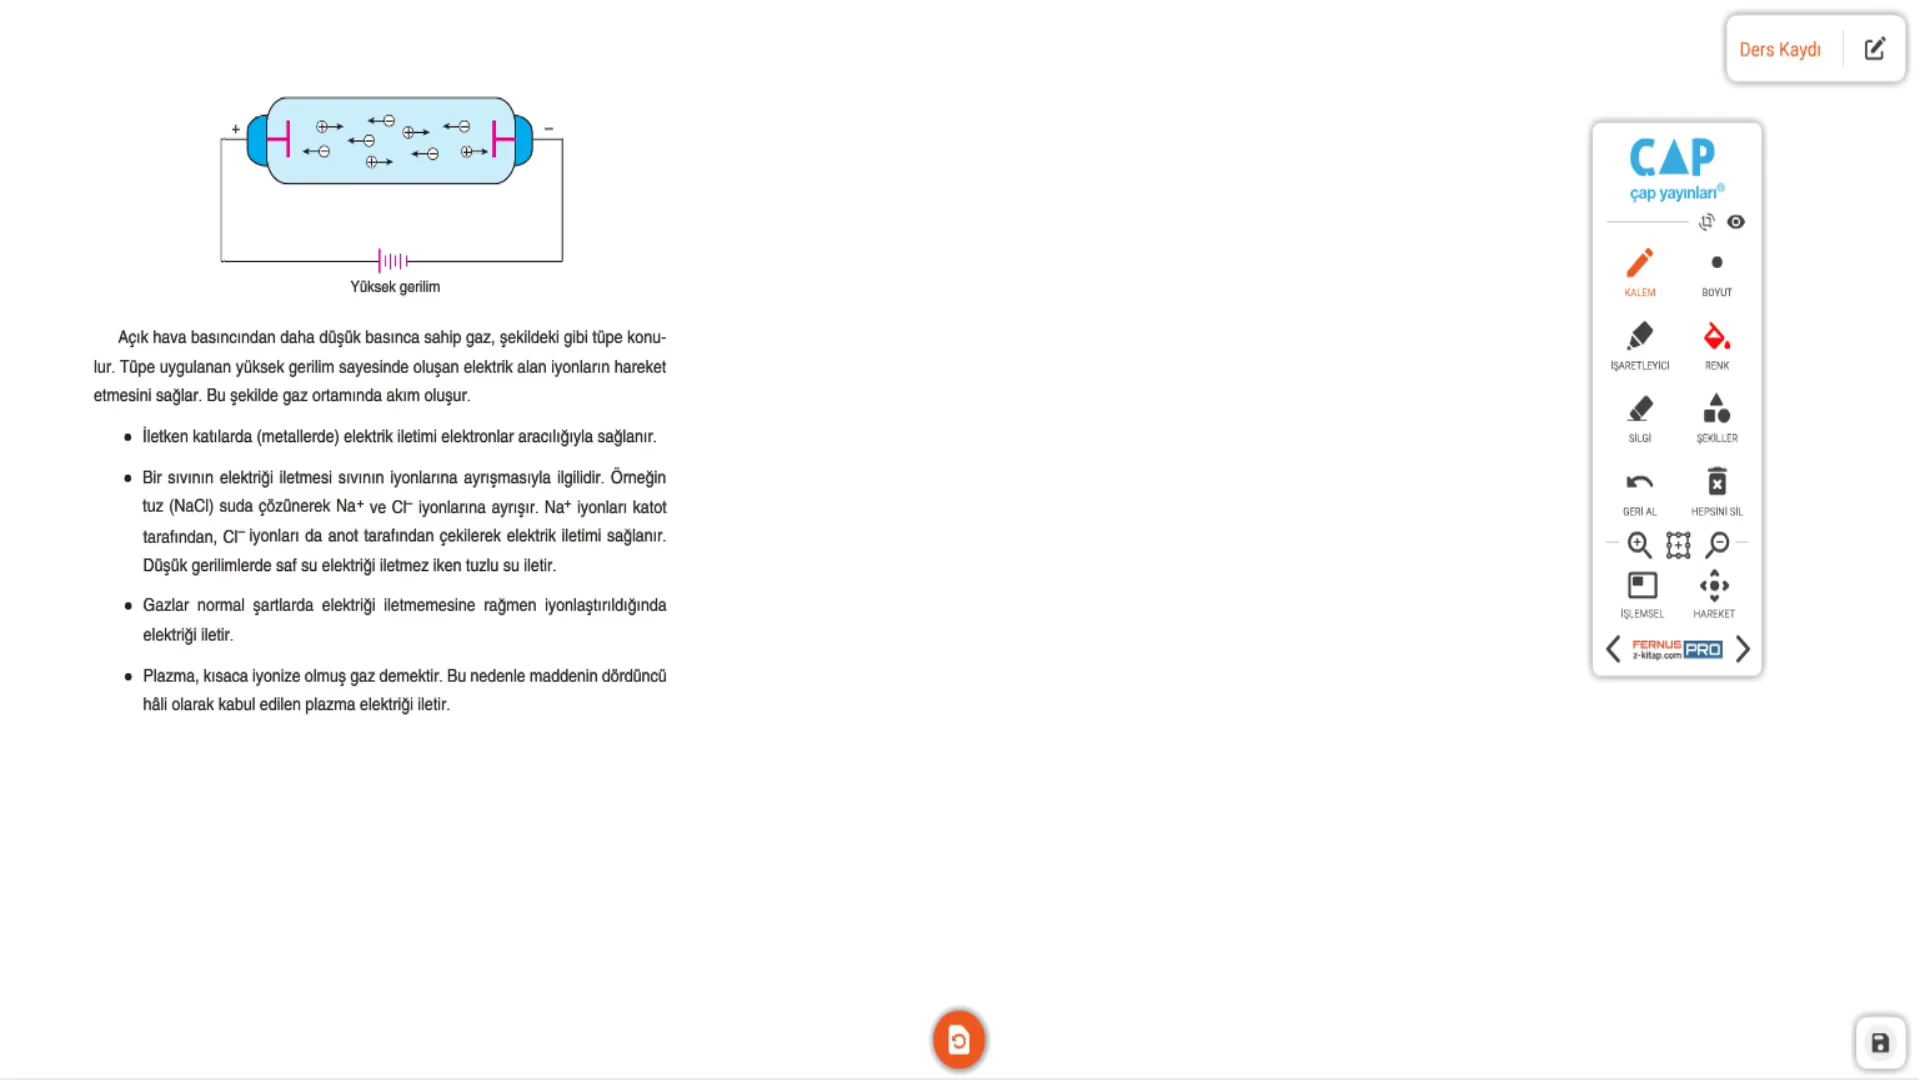 Ders Kaydı
+ −
Yüksek gerilim
Açık hava basıncından daha düşük basınca sahip gaz, şekildeki gibi tüpe konu-
lur. Tüpe uygulanan yüksek gerilim sayesinde oluşan elektrik alan iyonların hareket
etmesini sağlar. Bu şekilde gaz ortamında akım oluşur.
• İletken katılarda (metallerde) elektrik iletimi elektronlar aracılığıyla sağlanır.
• Bir sıvının elektriği iletmesi sıvının iyonlarına ayrışmasıyla ilgilidir. Örneğin
tuz (NaCl) suda çözünerek Na⁺ ve Cl⁻ iyonlarına ayrışır. Na⁺ iyonları katot
tarafından, Cl⁻ iyonları da anot tarafından çekilerek elektrik iletimi sağlanır.
Düşük gerilimlerde saf su elektriği iletmez iken tuzlu su iletir.
• Gazlar normal şartlarda elektriği iletmemesine rağmen iyonlaştırıldığında
elektriği iletir.
• Plazma, kısaca iyonize olmuş gaz demektir. Bu nedenle maddenin dördüncü
hâli olarak kabul edilen plazma elektriği iletir.
ÇAP
çap yayınları®
KALEM BOYUT
İŞARETLEYİCİ RENK
SİLGİ ŞEKİLLER
GERİ AL HEPSİNİ SİL
İŞLEMSEL HAREKET
FERNUS PRO
z-kitap.com